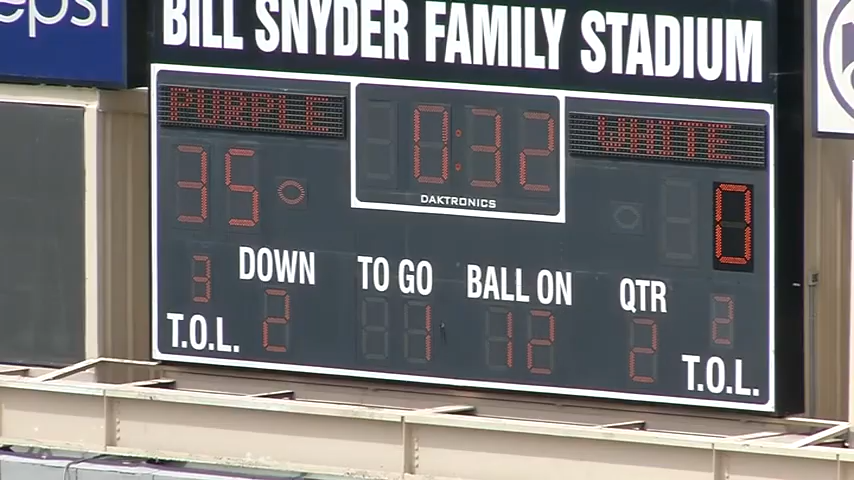 epsi
BILL SNYDER FAMILY STADIUM
PURPLE 0:32 WHITE
DAKTRONICS
35 0
DOWN TO GO BALL ON QTR
3 2 1 12 2 2
T.O.L. T.O.L.